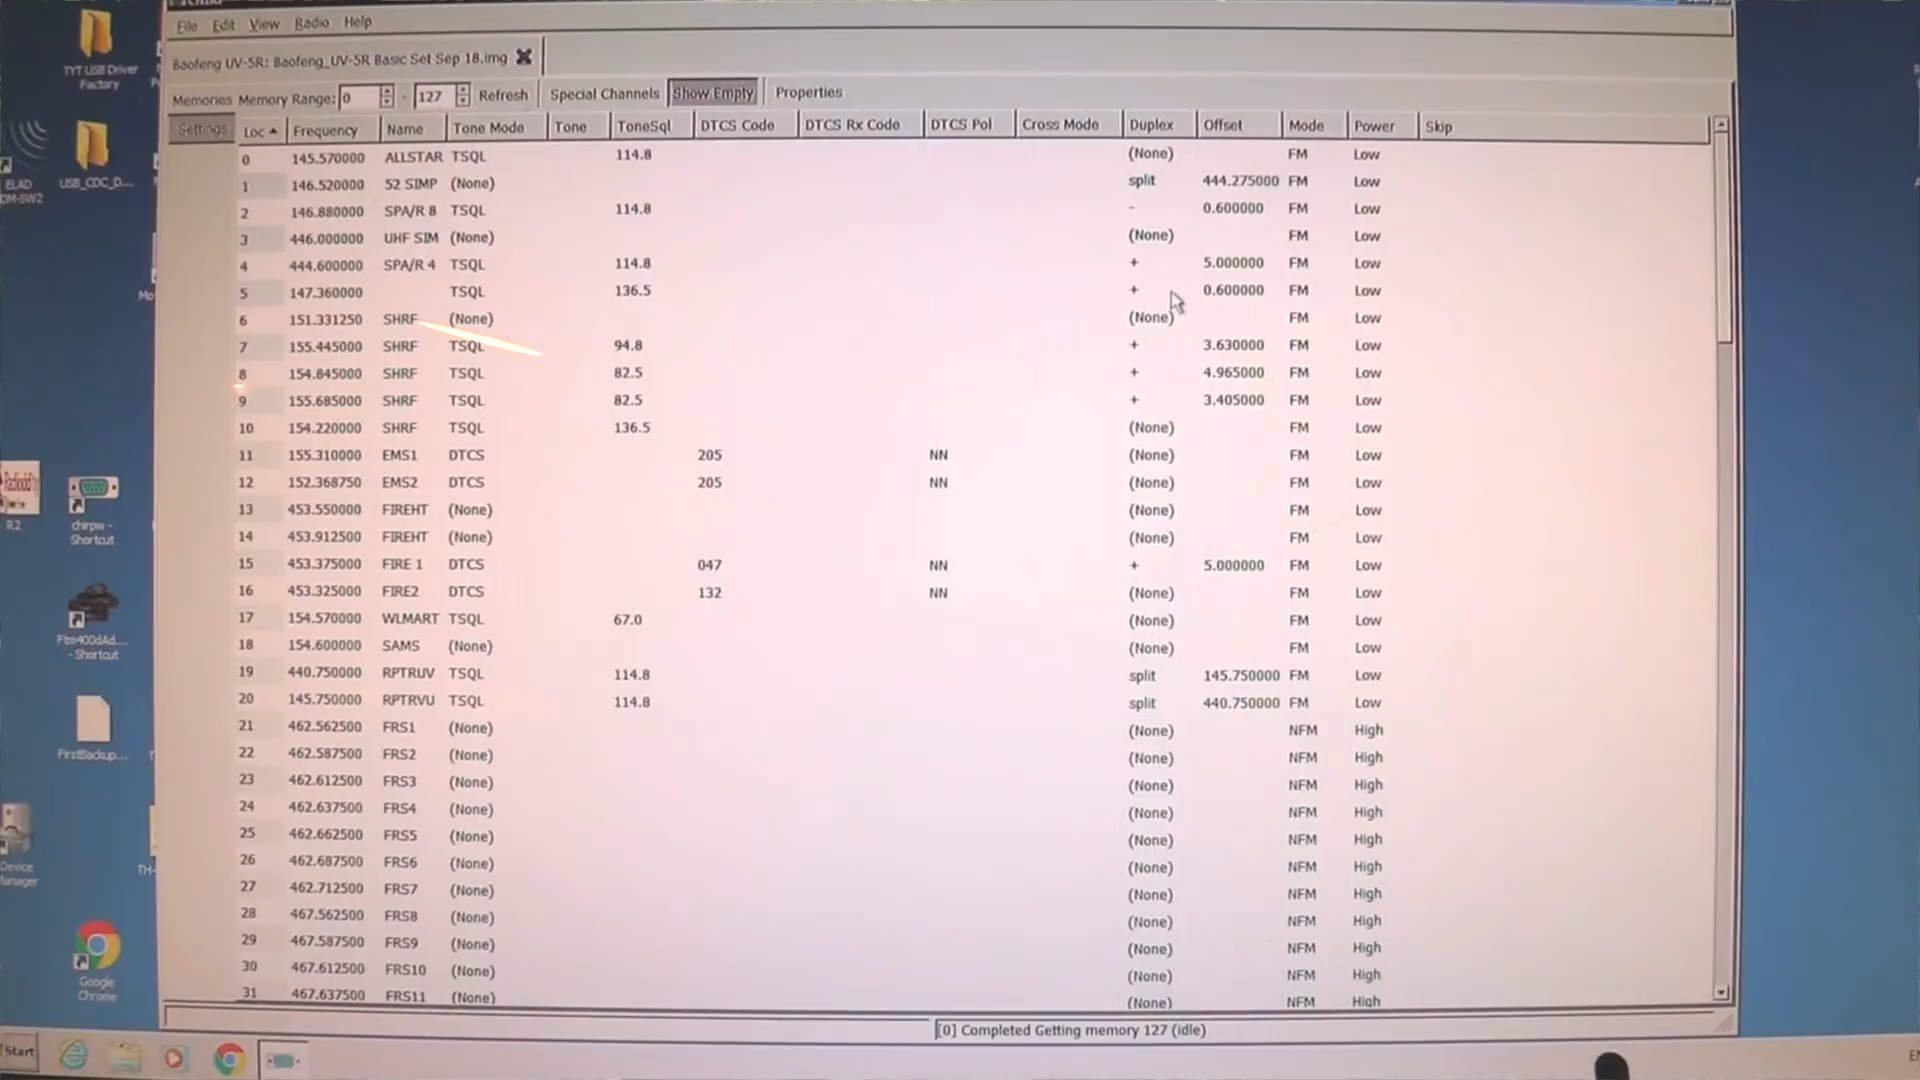 File Edit View Radio Help
Baofeng UV-5R: Baofeng_UV-5R Basic Set Sep 18.img
Memories Memory Range: 0 - 127 Refresh Special Channels Show Empty Properties
Settings
Loc Frequency Name Tone Mode Tone ToneSql DTCS Code DTCS Rx Code DTCS Pol Cross Mode Duplex Offset Mode Power Skip
0 145.570000 ALLSTAR TSQL 114.8 (None) FM Low
1 146.520000 52 SIMP (None) split 444.275000 FM Low
2 146.880000 SPA/R 8 TSQL 114.8 - 0.600000 FM Low
3 446.000000 UHF SIM (None) (None) FM Low
4 444.600000 SPA/R 4 TSQL 114.8 + 5.000000 FM Low
5 147.360000 TSQL 136.5 + 0.600000 FM Low
6 151.331250 SHRF (None) (None) FM Low
7 155.445000 SHRF TSQL 94.8 + 3.630000 FM Low
8 154.845000 SHRF TSQL 82.5 + 4.965000 FM Low
9 155.685000 SHRF TSQL 82.5 + 3.405000 FM Low
10 154.220000 SHRF TSQL 136.5 (None) FM Low
11 155.310000 EMS1 DTCS 205 NN (None) FM Low
12 152.368750 EMS2 DTCS 205 NN (None) FM Low
13 453.550000 FIREHT (None) (None) FM Low
14 453.912500 FIREHT (None) (None) FM Low
15 453.375000 FIRE 1 DTCS 047 NN + 5.000000 FM Low
16 453.325000 FIRE2 DTCS 132 NN (None) FM Low
17 154.570000 WLMART TSQL 67.0 (None) FM Low
18 154.600000 SAMS (None) (None) FM Low
19 440.750000 RPTRUV TSQL 114.8 split 145.750000 FM Low
20 145.750000 RPTRVU TSQL 114.8 split 440.750000 FM Low
21 462.562500 FRS1 (None) (None) NFM High
22 462.587500 FRS2 (None) (None) NFM High
23 462.612500 FRS3 (None) (None) NFM High
24 462.637500 FRS4 (None) (None) NFM High
25 462.662500 FRS5 (None) (None) NFM High
26 462.687500 FRS6 (None) (None) NFM High
27 462.712500 FRS7 (None) (None) NFM High
28 467.562500 FRS8 (None) (None) NFM High
29 467.587500 FRS9 (None) (None) NFM High
30 467.612500 FRS10 (None) (None) NFM High
31 467.637500 FRS11 (None) (None) NFM High
[0] Completed Getting memory 127 (idle)
TYT USB Driver
Factory
ELAD
USB_CDC_D...
R2
chirpw -
Shortcut
- Shortcut
FirstBackup...
Device
Manager
Google
Chrome
Start